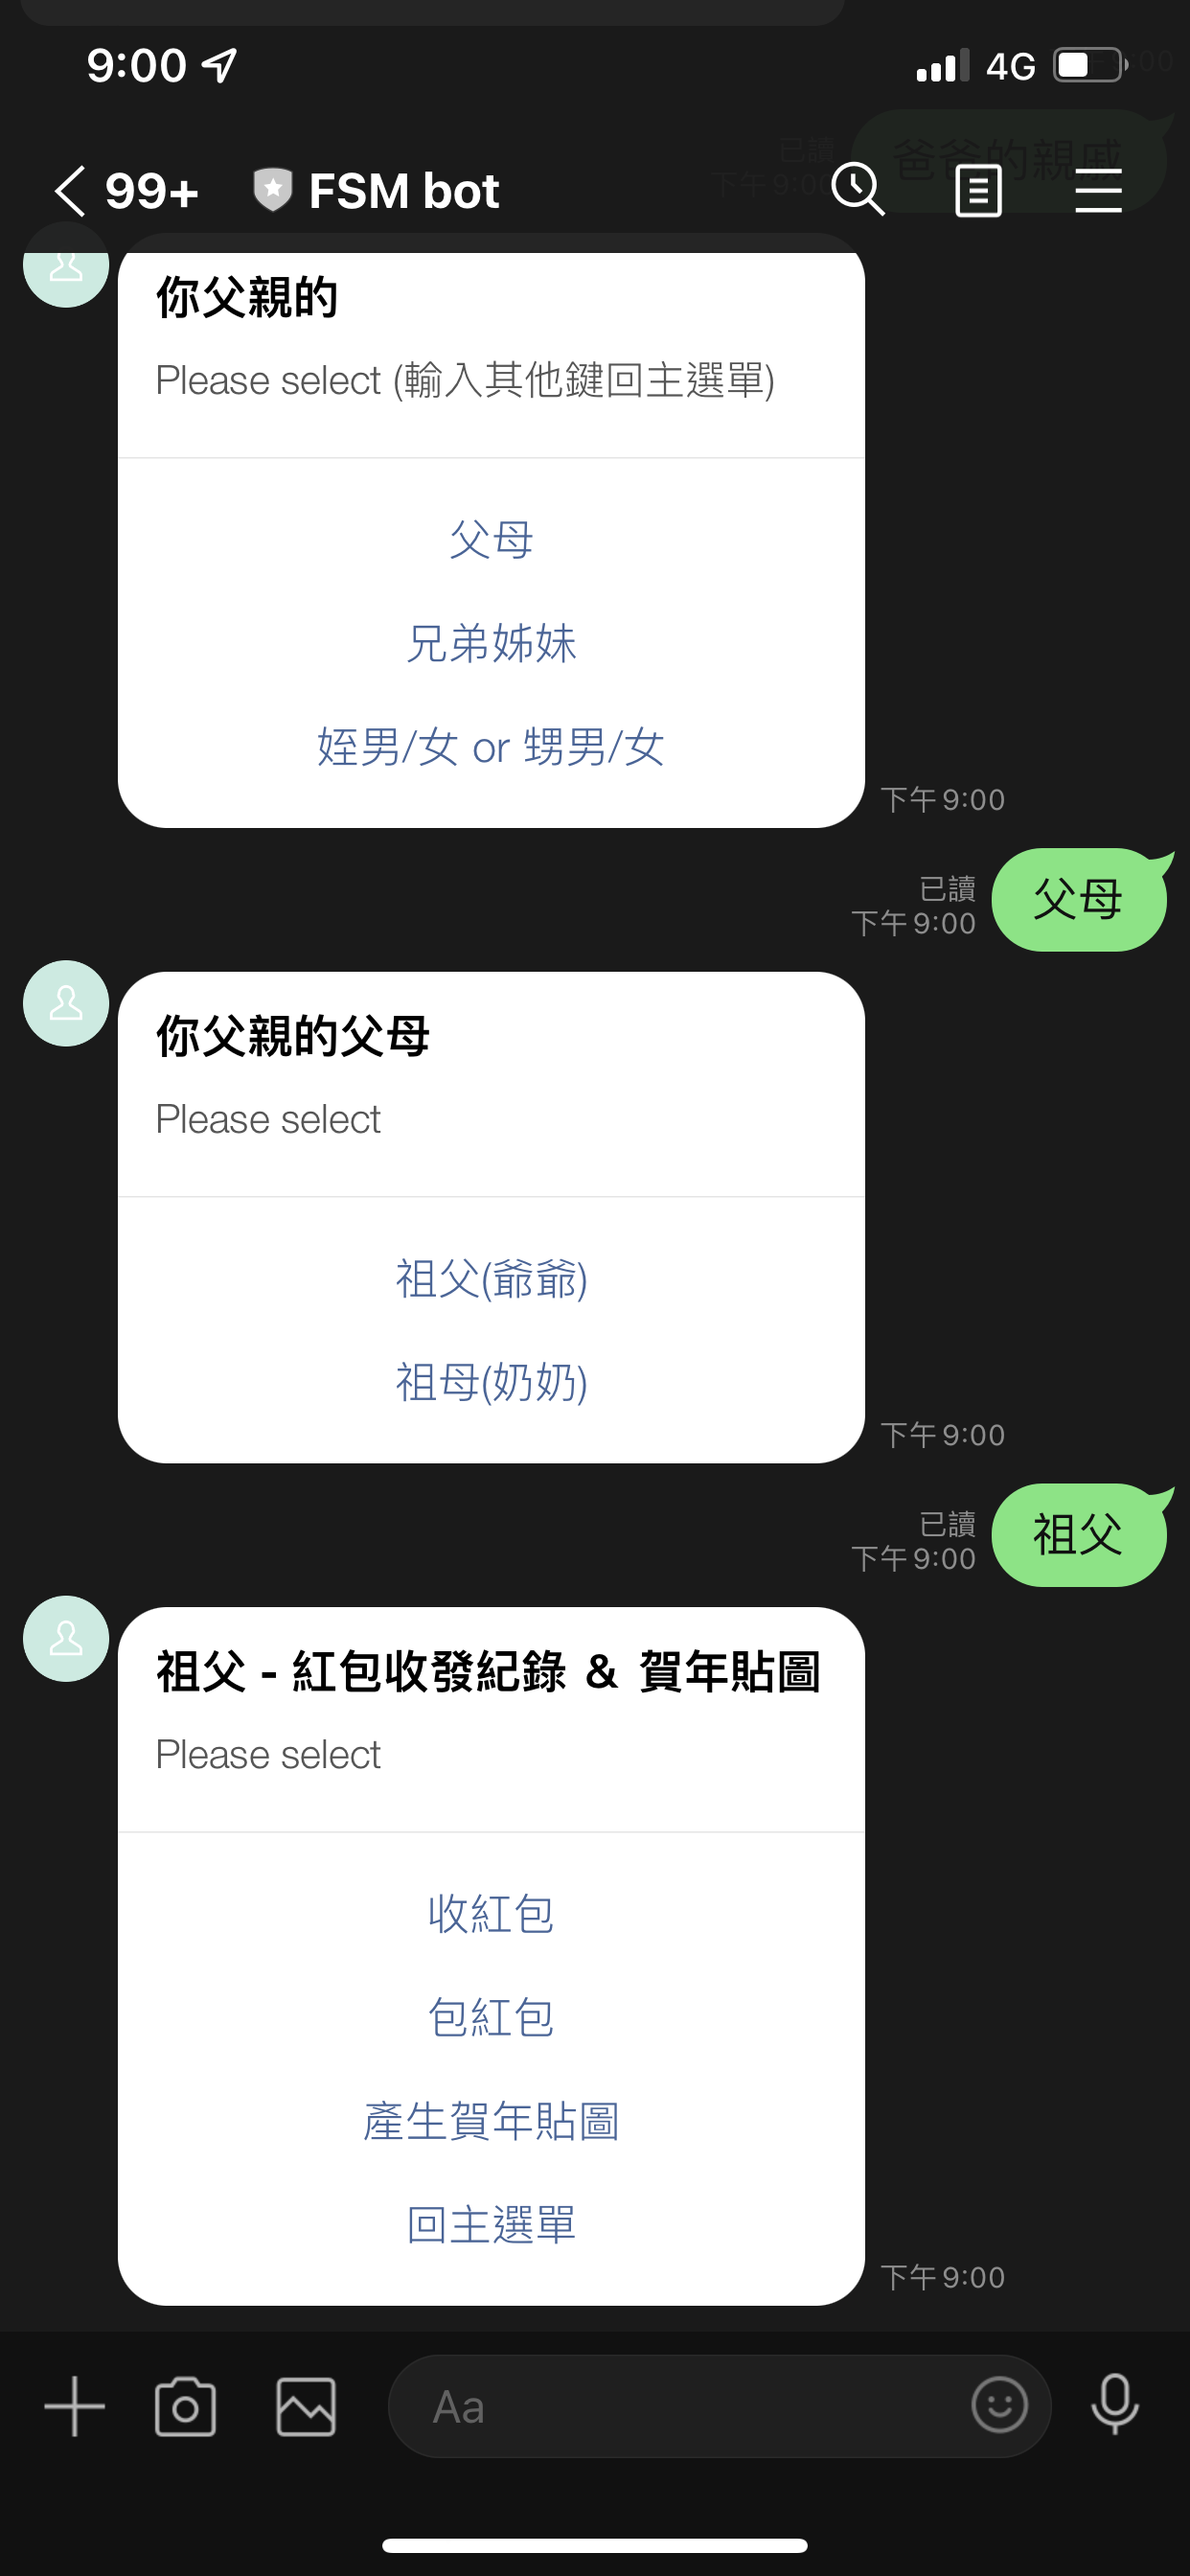 9:00 4G
爸爸的親戚
已讀
下午 9:00
99+ FSM bot
你父親的
Please select (輸入其他鍵回主選單)
父母
兄弟姊妹
姪男/女 or 甥男/女
下午 9:00
父母
已讀
下午 9:00
你父親的父母
Please select
祖父(爺爺)
祖母(奶奶)
下午 9:00
祖父
已讀
下午 9:00
祖父 - 紅包收發紀錄 & 賀年貼圖
Please select
收紅包
包紅包
產生賀年貼圖
回主選單
下午 9:00
Aa